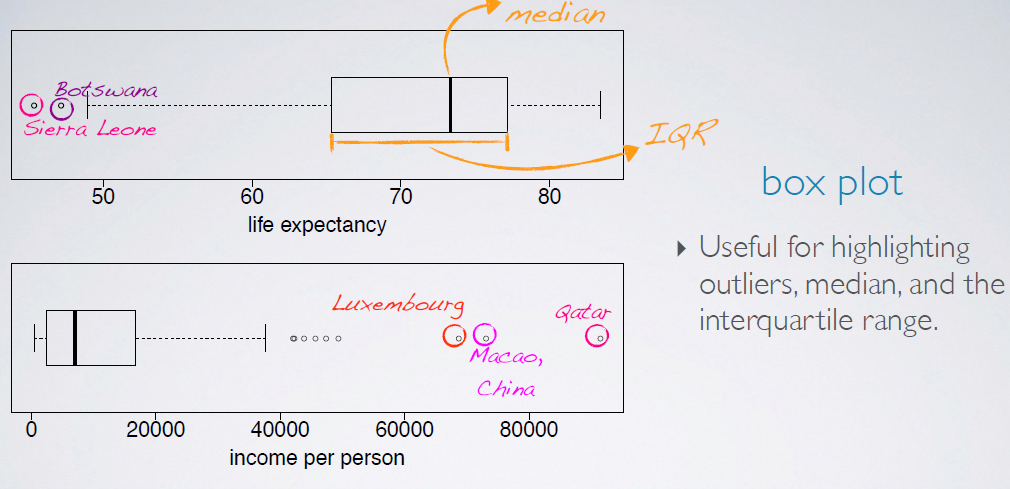 median
Botswana
Sierra Leone
IQR
50 60 70 80
life expectancy
Luxembourg
Qatar
Macao,
China
0 20000 40000 60000 80000
income per person
box plot
Useful for highlighting
outliers, median, and the
interquartile range.